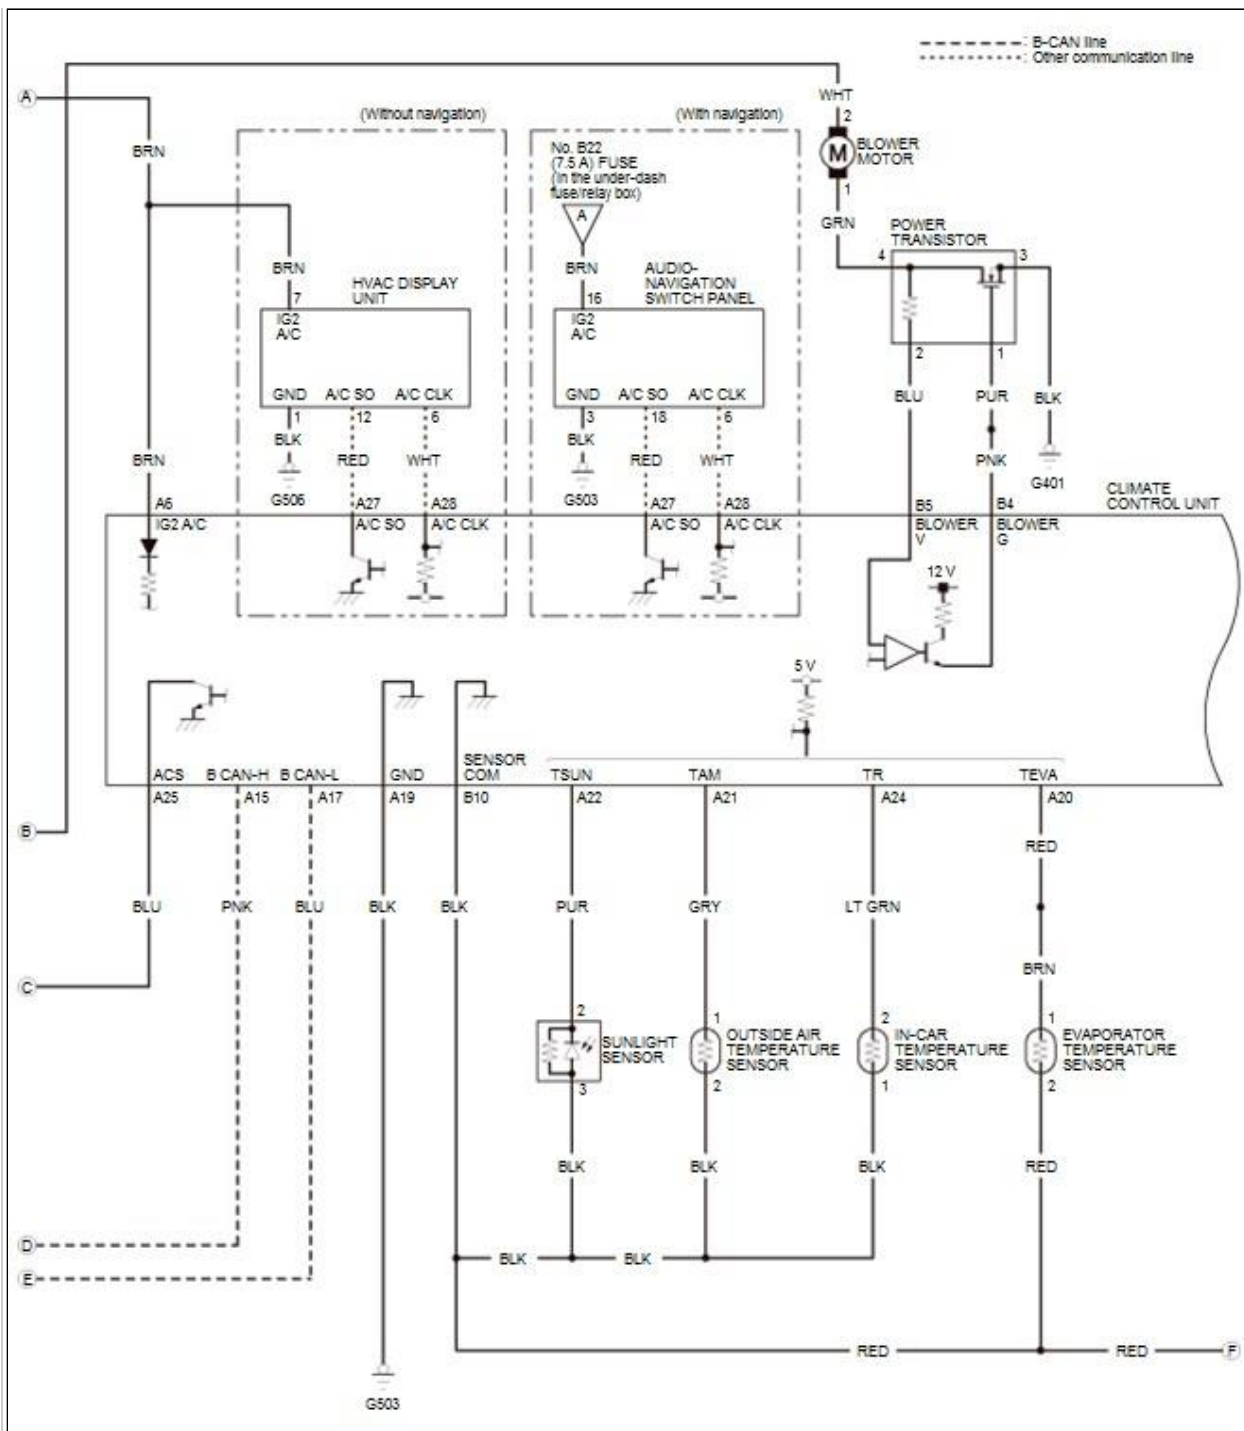 : B-CAN line
: Other communication line
A
WHT
2
(Without navigation)
(With navigation)
BRN
No. B22
(7.5 A) FUSE
(In the under-dash
fuse/relay box)
A
M
BLOWER
MOTOR
1
GRN
POWER
TRANSISTOR
4
3
BRN
7
HVAC DISPLAY
UNIT
IG2
A/C
GND
A/C SO
A/C CLK
1
12
6
BLK
RED
WHT
G506
BRN
16
AUDIO-
NAVIGATION
SWITCH PANEL
IG2
A/C
GND
A/C SO
A/C CLK
3
18
6
BLK
RED
WHT
G503
2
1
BLU
PUR
BLK
PNK
G401
BRN
A6
IG2 A/C
A27
A/C SO
A28
A/C CLK
A27
A/C SO
A28
A/C CLK
B5
BLOWER
V
B4
BLOWER
G
CLIMATE
CONTROL UNIT
12 V
5 V
ACS
B CAN-H
B CAN-L
GND
SENSOR
COM
TSUN
TAM
TR
TEVA
A25
A15
A17
A19
B10
A22
A21
A24
A20
B
RED
BLU
PNK
BLU
BLK
BLK
PUR
GRY
LT GRN
BRN
C
2
SUNLIGHT
SENSOR
3
1
OUTSIDE AIR
TEMPERATURE
SENSOR
2
2
IN-CAR
TEMPERATURE
SENSOR
1
1
EVAPORATOR
TEMPERATURE
SENSOR
2
BLK
BLK
BLK
RED
D
BLK
BLK
E
RED
RED
F
G503